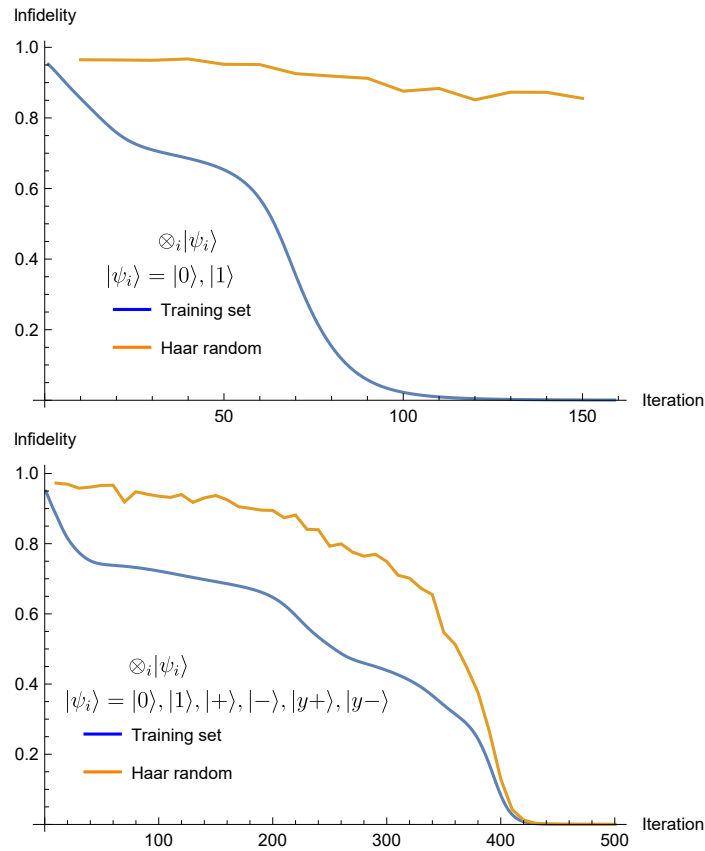 Infidelity
1.0
0.8
0.6
0.4
0.2
⊗ᵢ|ψᵢ⟩
|ψᵢ⟩ = |0⟩, |1⟩
Training set
Haar random
50
100
150
Iteration
Infidelity
1.0
0.8
0.6
0.4
0.2
⊗ᵢ|ψᵢ⟩
|ψᵢ⟩ = |0⟩, |1⟩, |+⟩, |−⟩, |y+⟩, |y−⟩
Training set
Haar random
100
200
300
400
500
Iteration